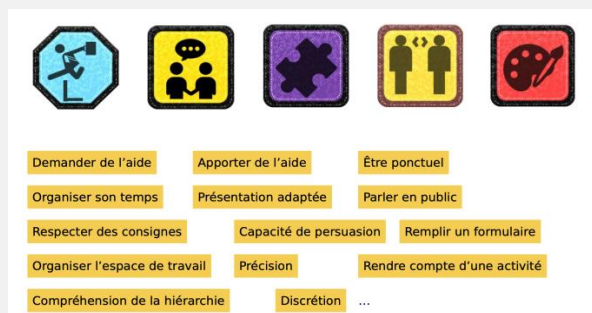 Demander de l’aide Apporter de l’aide Être ponctuel
Organiser son temps Présentation adaptée Parler en public
Respecter des consignes Capacité de persuasion Remplir un formulaire
Organiser l’espace de travail Précision Rendre compte d’une activité
Compréhension de la hiérarchie Discrétion ...